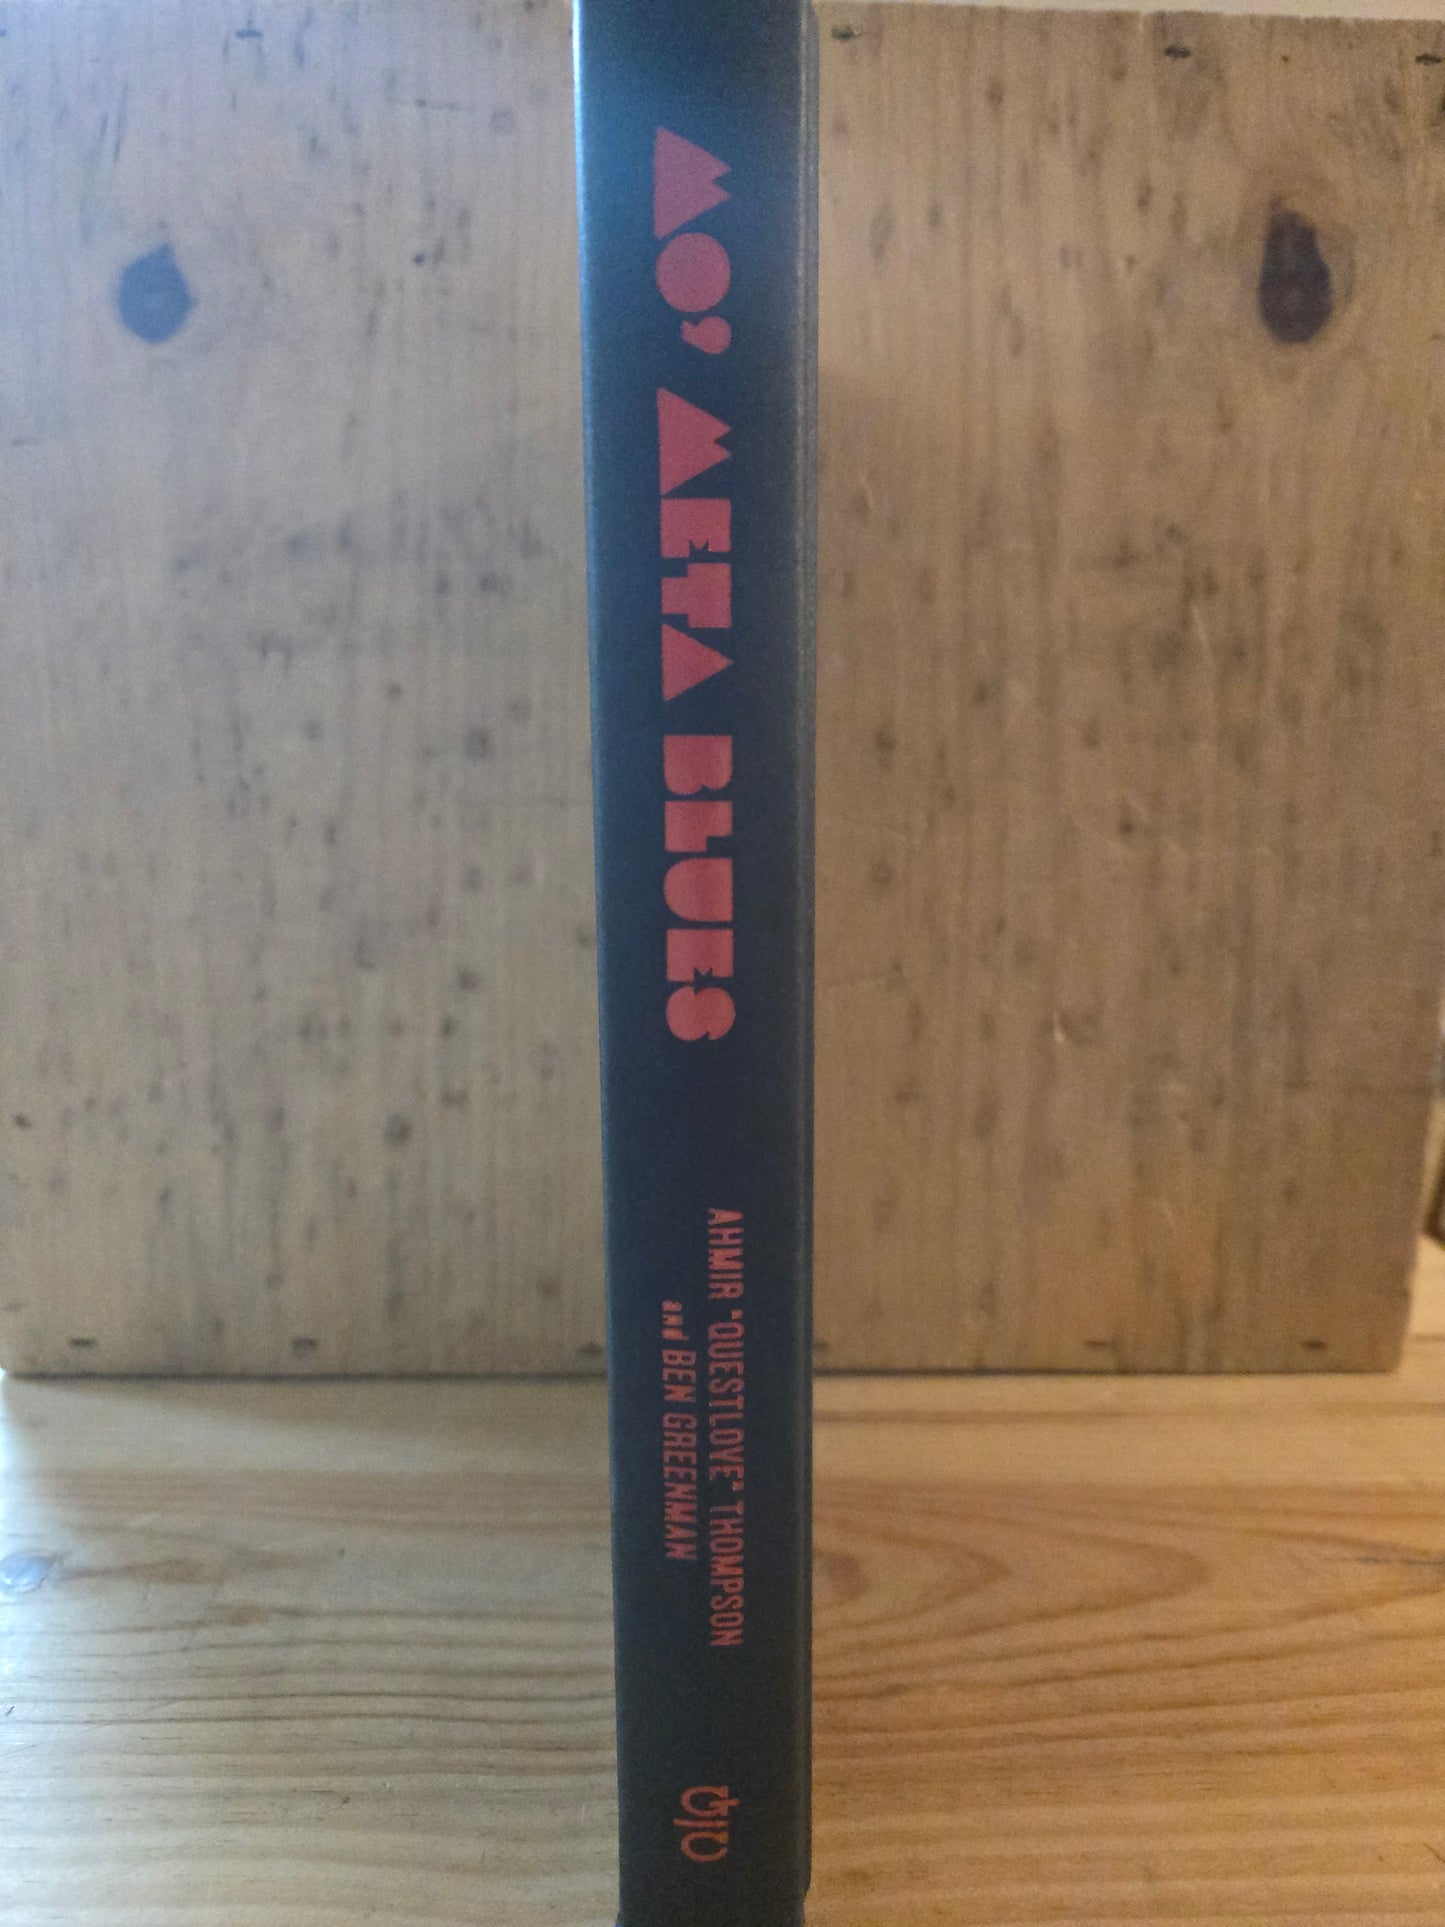 MO' META BLUES
AHMIR "QUESTLOVE" THOMPSON
and BEN GREENMAN